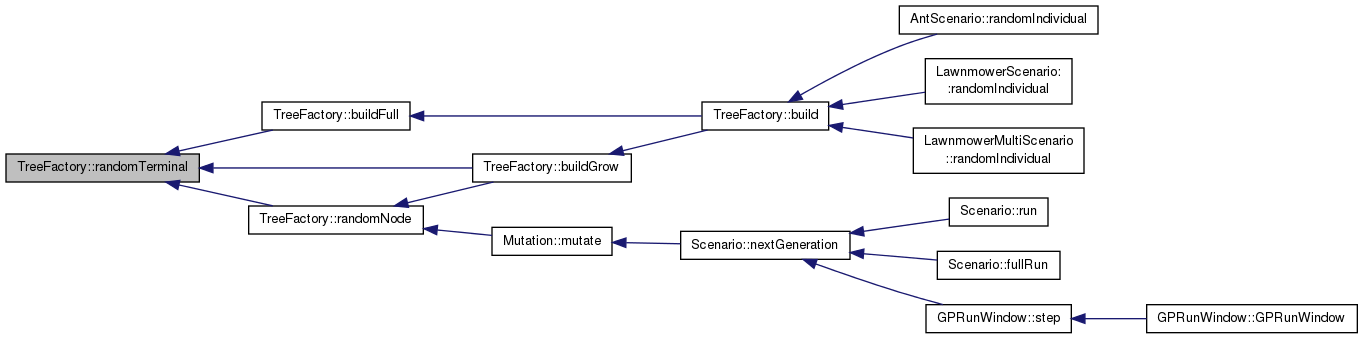 AntScenario::randomIndividual
LawnmowerScenario:
:randomIndividual
TreeFactory::buildFull
TreeFactory::build
LawnmowerMultiScenario
::randomIndividual
TreeFactory::randomTerminal
TreeFactory::buildGrow
TreeFactory::randomNode
Scenario::run
Mutation::mutate
Scenario::nextGeneration
Scenario::fullRun
GPRunWindow::step
GPRunWindow::GPRunWindow